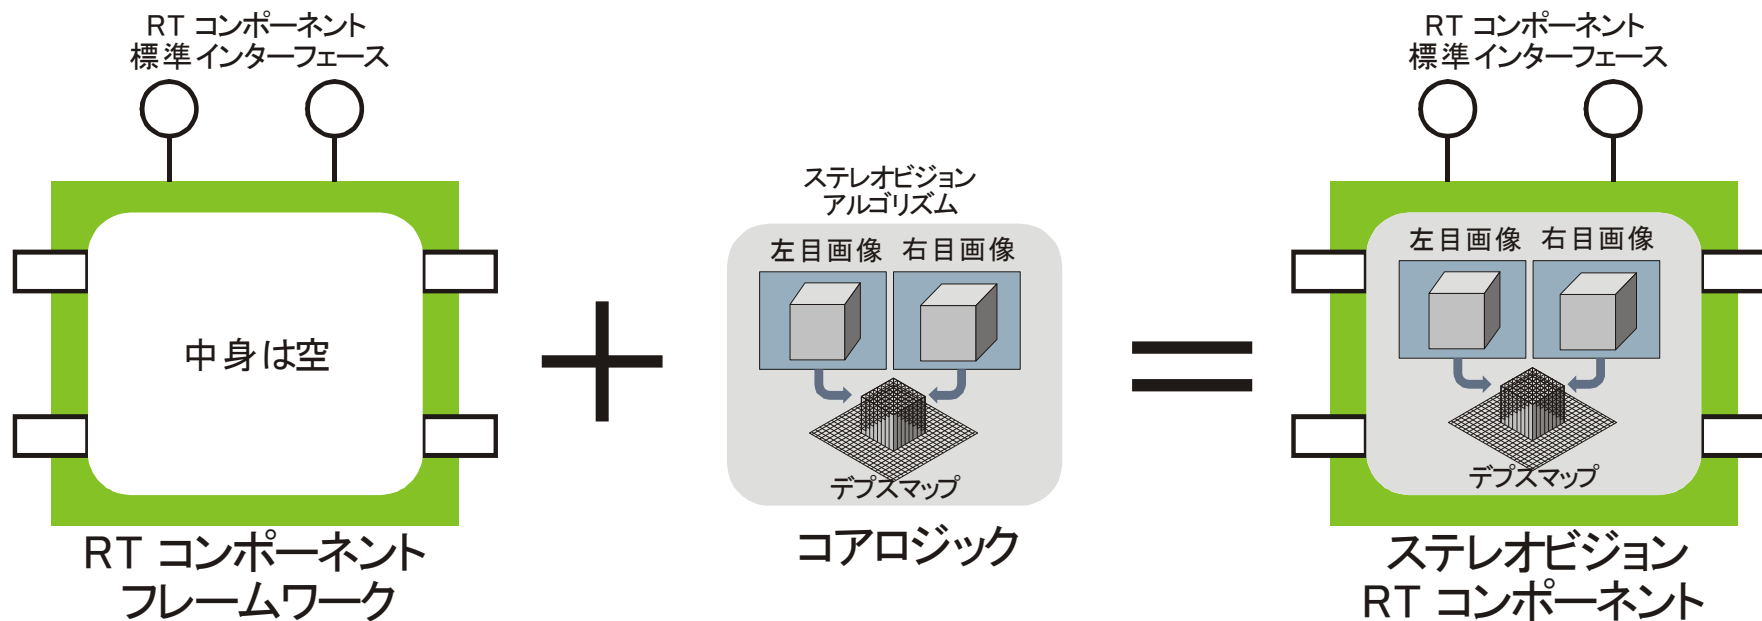 RT コンポーネント
標準インターフェース
中身は空
RT コンポーネント
フレームワーク
ステレオビジョン
アルゴリズム
左目画像 右目画像
デプスマップ
コアロジック
RT コンポーネント
標準インターフェース
左目画像 右目画像
デプスマップ
ステレオビジョン
RT コンポーネント